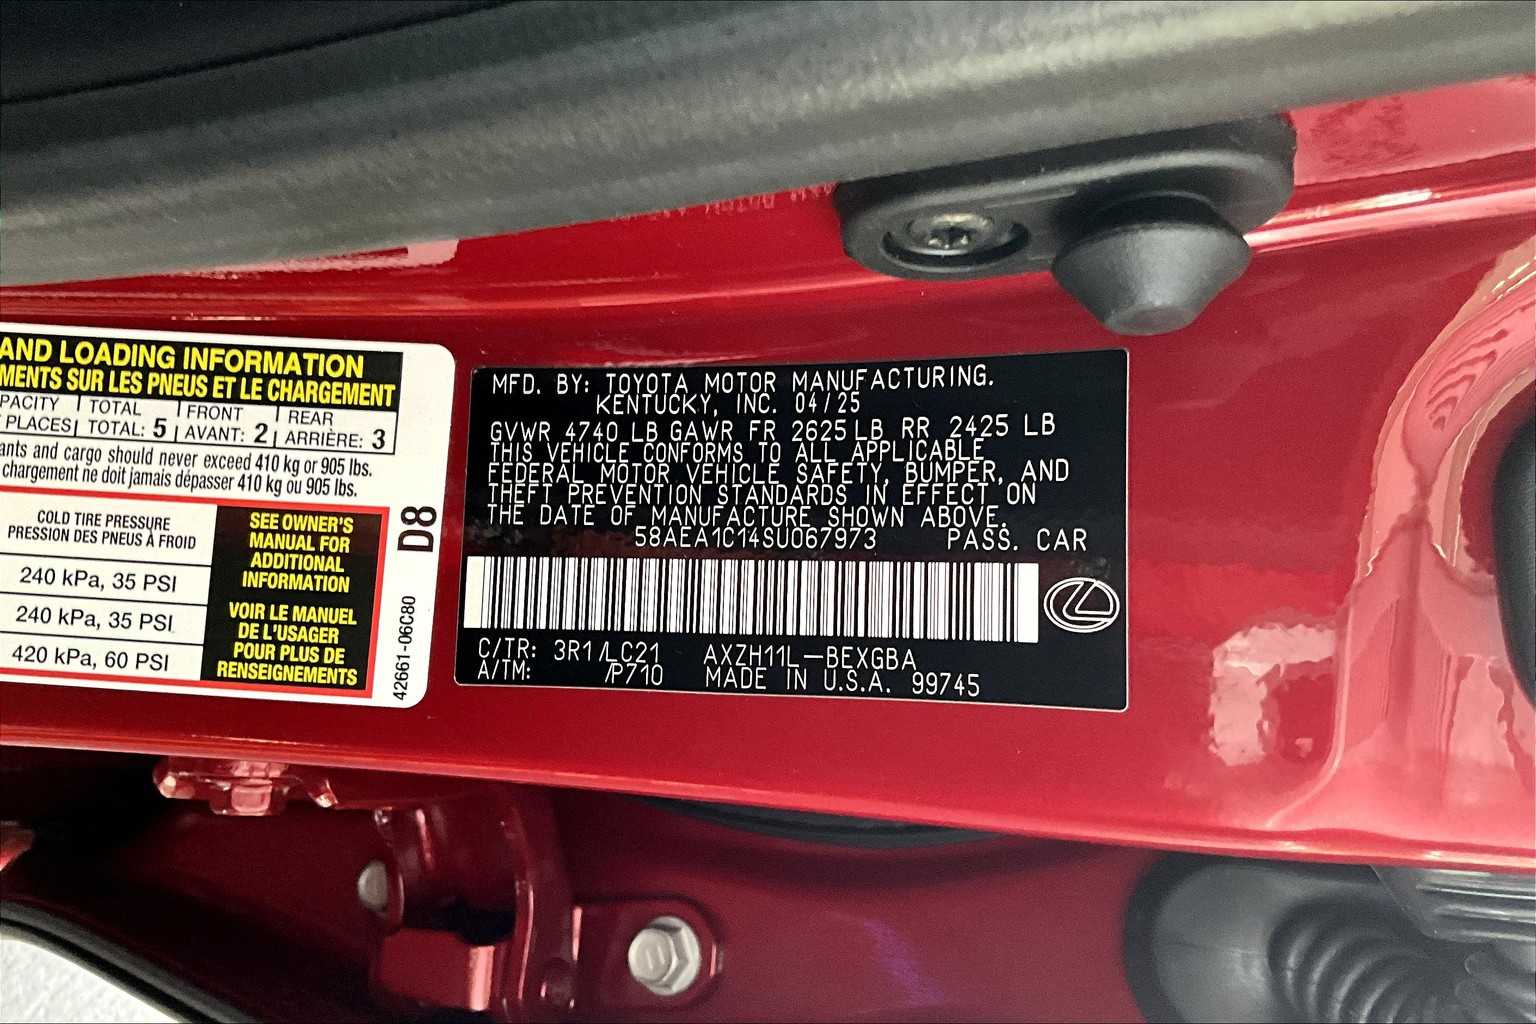 AND LOADING INFORMATION
MENTS SUR LES PNEUS ET LE CHARGEMENT
PACITY TOTAL FRONT REAR
PLACES TOTAL: 5 AVANT: 2 ARRIÈRE: 3
ants and cargo should never exceed 410 kg or 905 lbs.
chargement ne doit jamais dépasser 410 kg ou 905 lbs.
COLD TIRE PRESSURE
PRESSION DES PNEUS À FROID
240 kPa, 35 PSI
240 kPa, 35 PSI
420 kPa, 60 PSI
SEE OWNER'S
MANUAL FOR
ADDITIONAL
INFORMATION
VOIR LE MANUEL
DE L'USAGER
POUR PLUS DE
RENSEIGNEMENTS
D8
42661-06C80
MFD. BY: TOYOTA MOTOR MANUFACTURING.
KENTUCKY, INC. 04/25
GVWR 4740 LB GAWR FR 2625 LB RR 2425 LB
THIS VEHICLE CONFORMS TO ALL APPLICABLE
FEDERAL MOTOR VEHICLE SAFETY, BUMPER, AND
THEFT PREVENTION STANDARDS IN EFFECT ON
THE DATE OF MANUFACTURE SHOWN ABOVE.
58AEA1C14SU067973 PASS. CAR
C/TR: 3R1/LC21 AXZH11L-BEXGBA
A/TM: /P710 MADE IN U.S.A. 99745